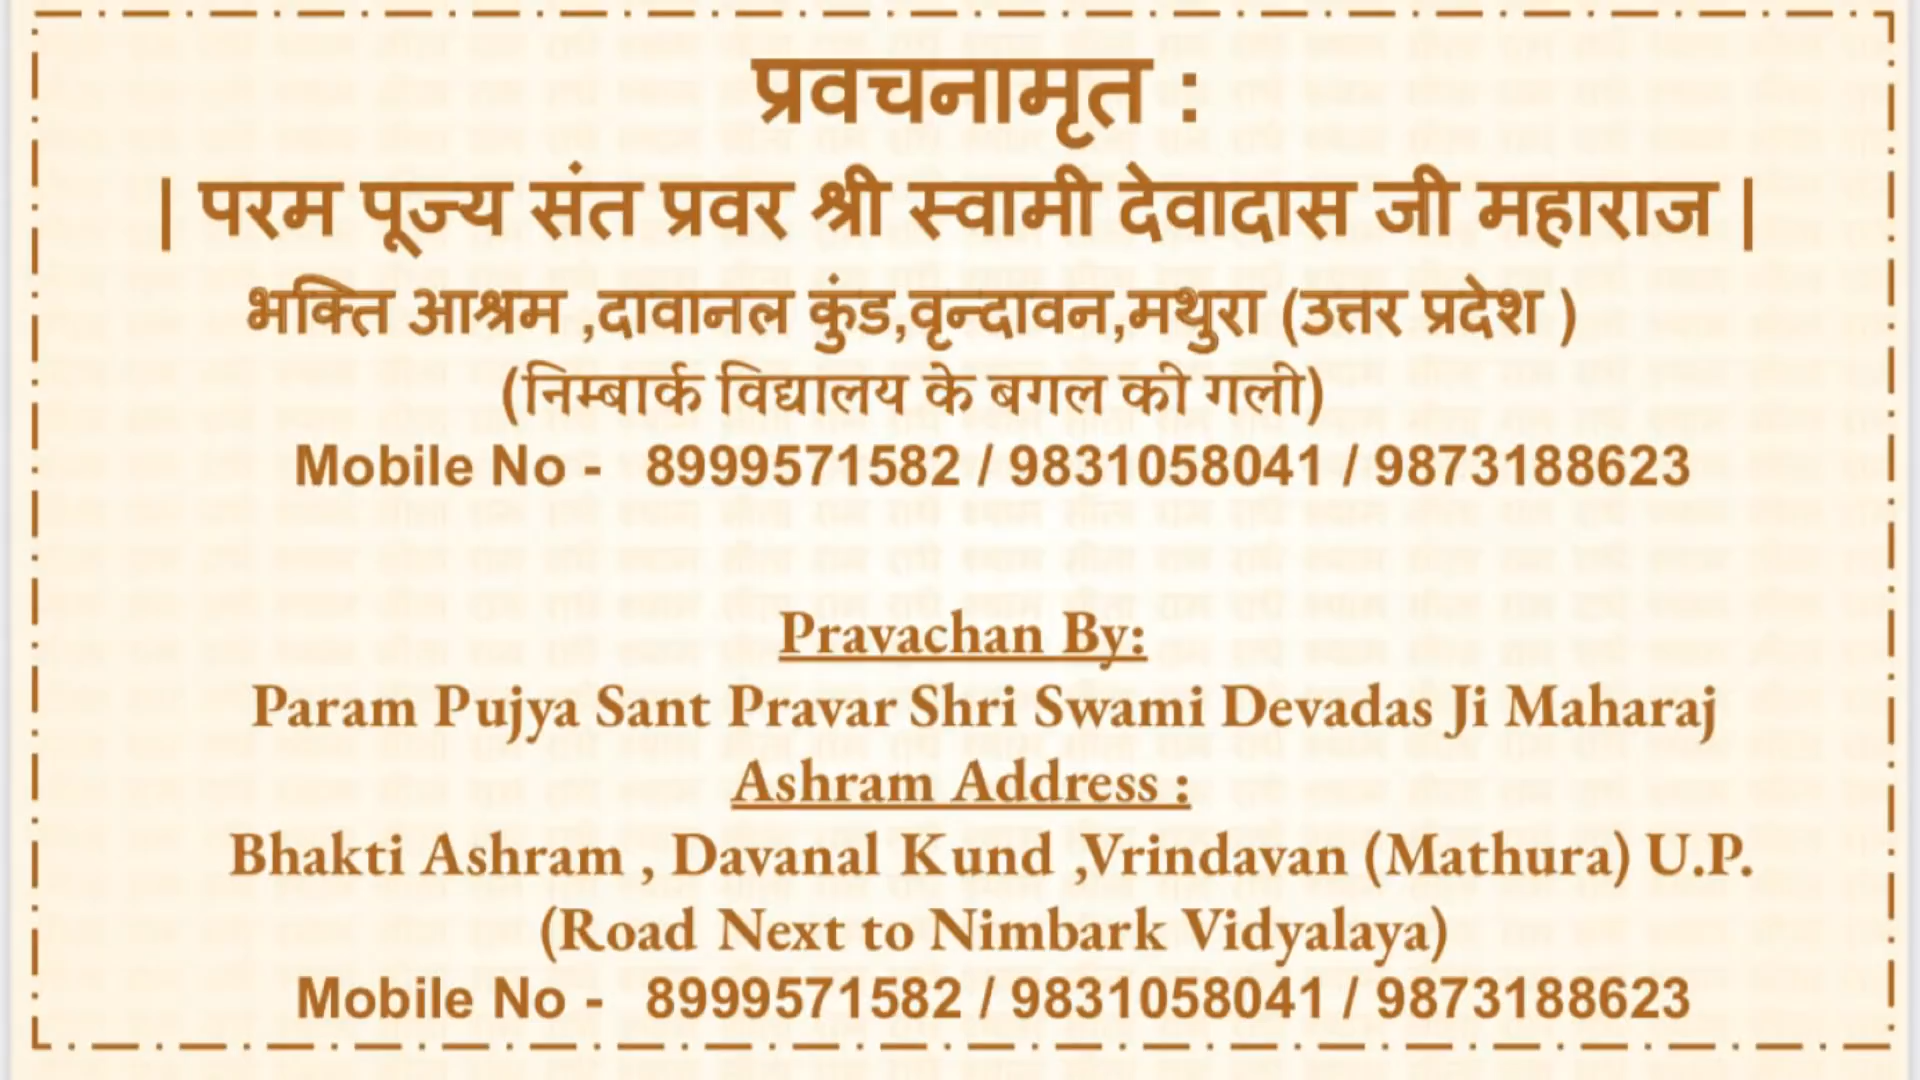 प्रवचनामृत :
| परम पूज्य संत प्रवर श्री स्वामी देवादास जी महाराज |
भक्ति आश्रम ,दावानल कुंड,वृन्दावन,मथुरा (उत्तर प्रदेश )
(निम्बार्क विद्यालय के बगल की गली)
Mobile No - 8999571582 / 9831058041 / 9873188623
Pravachan By:
Param Pujya Sant Pravar Shri Swami Devadas Ji Maharaj
Ashram Address :
Bhakti Ashram , Davanal Kund ,Vrindavan (Mathura) U.P.
(Road Next to Nimbark Vidyalaya)
Mobile No - 8999571582 / 9831058041 / 9873188623